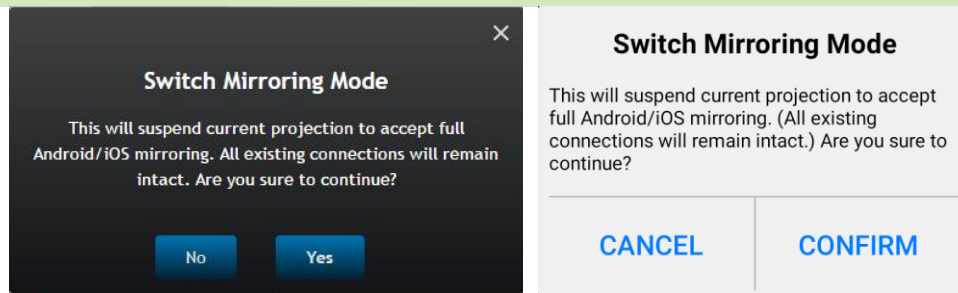 Switch Mirroring Mode
This will suspend current projection to accept full
Android/iOS mirroring. All existing connections will remain
intact. Are you sure to continue?
No
Yes
Switch Mirroring Mode
This will suspend current projection to accept
full Android/iOS mirroring. (All existing
connections will remain intact.) Are you sure to
continue?
CANCEL
CONFIRM